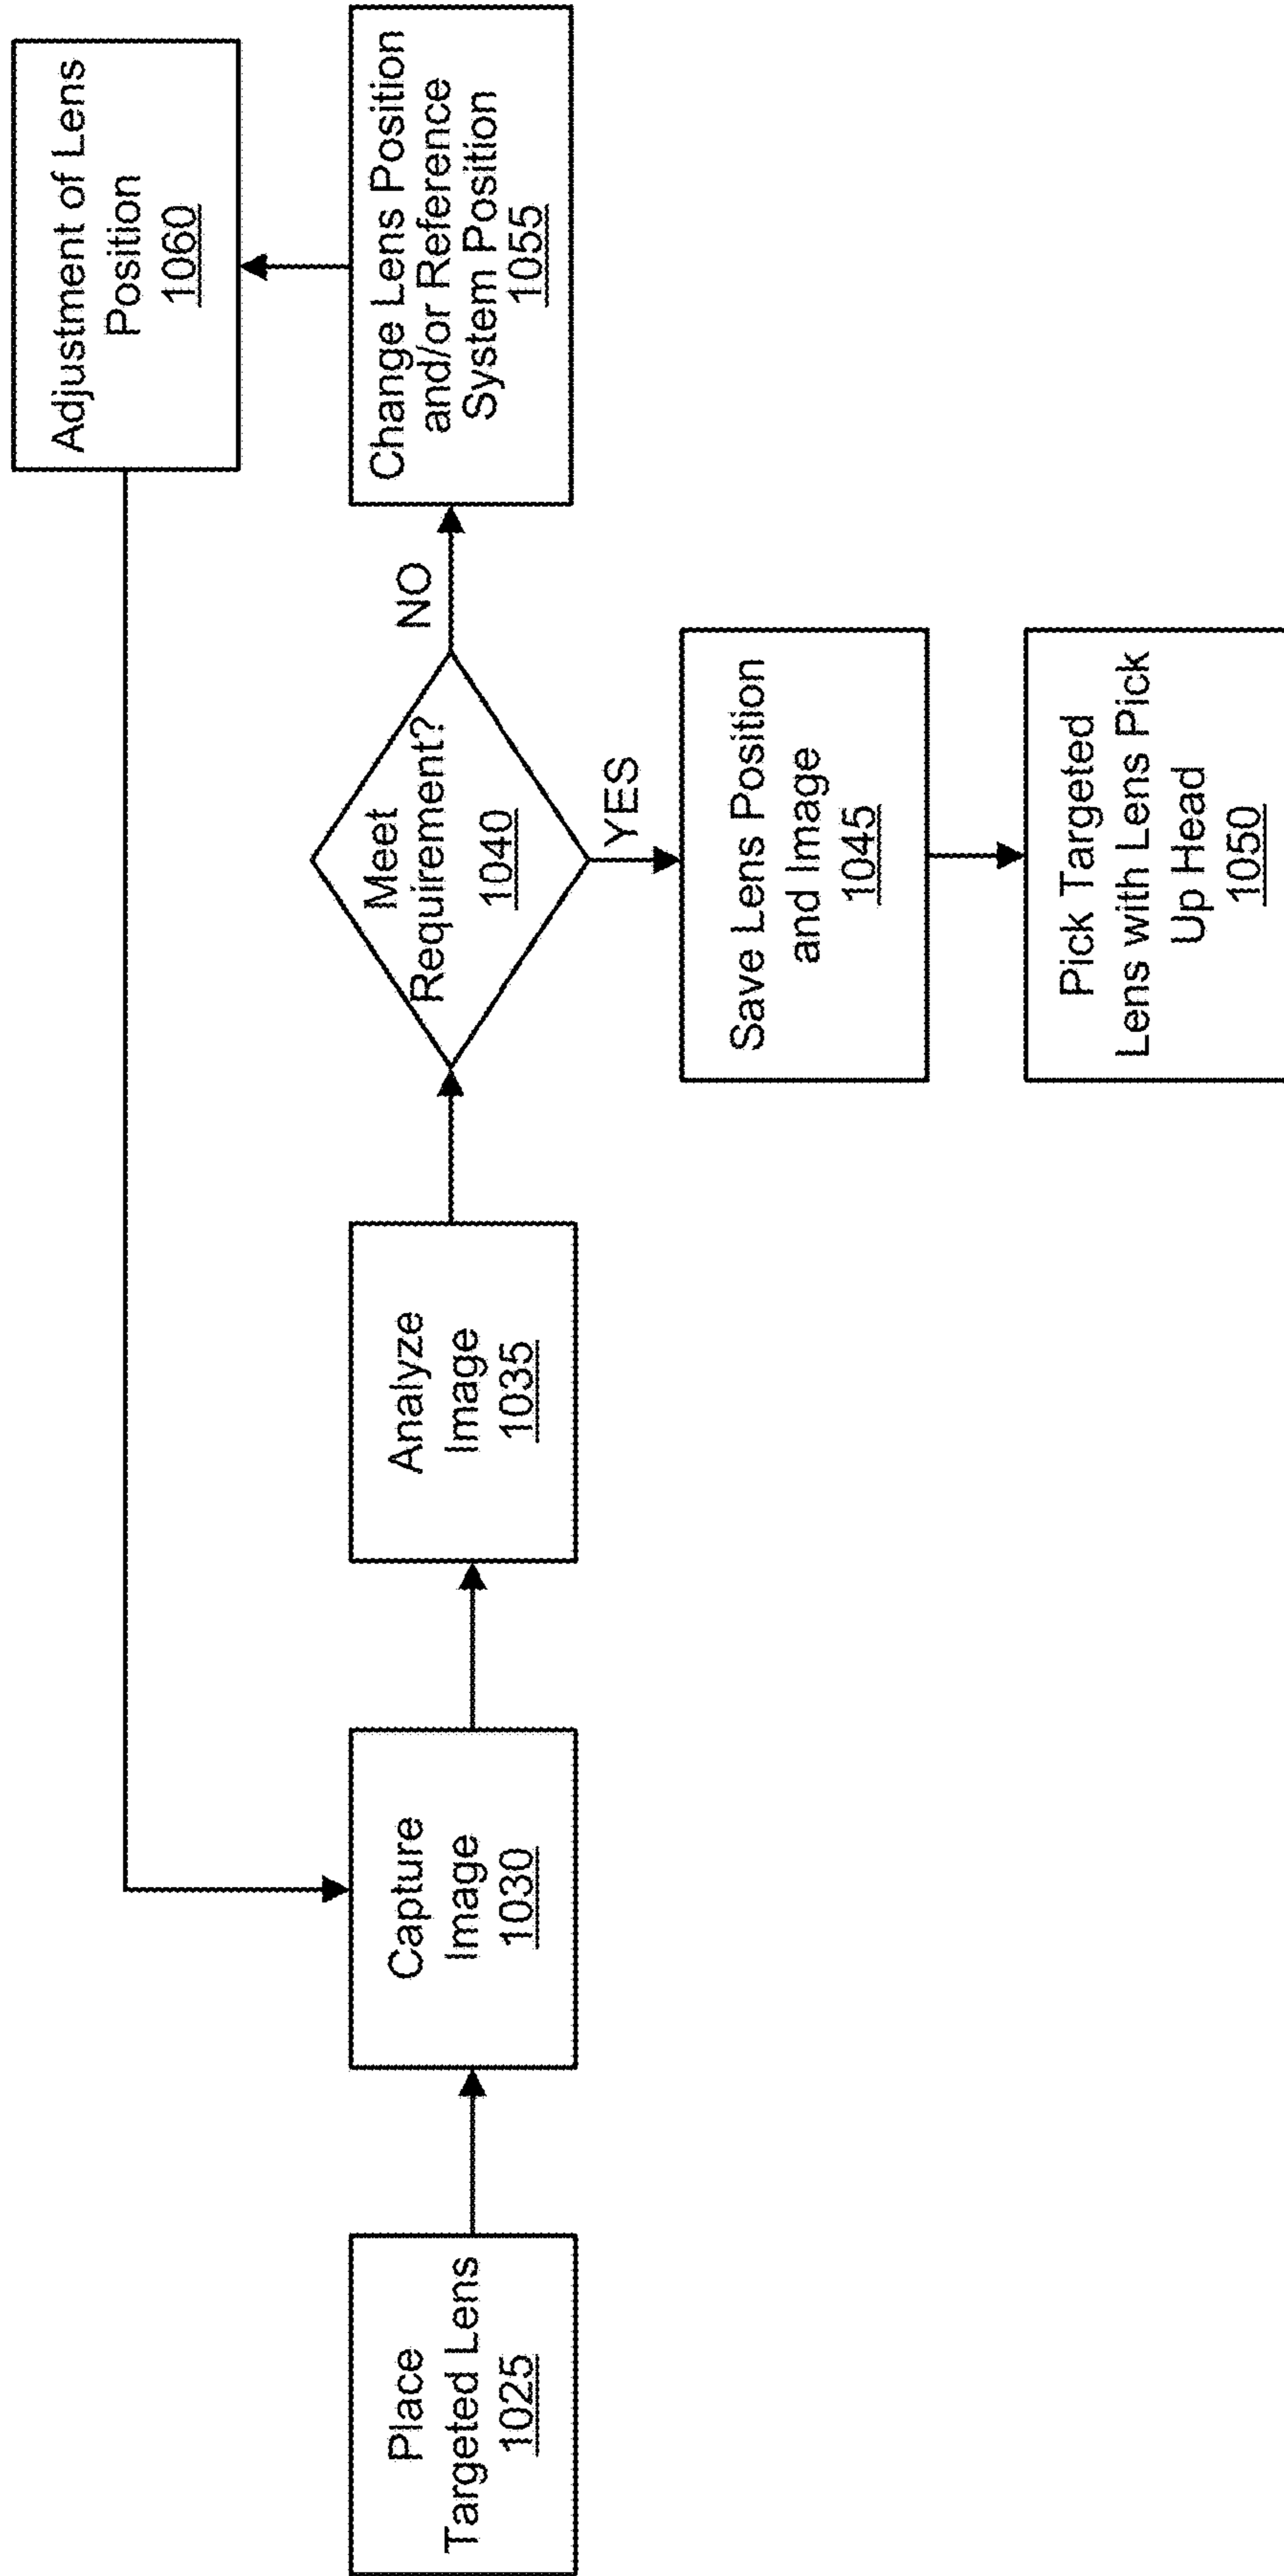 Place
Targeted Lens
1025
Capture
Image
1030
Analyze
Image
1035
Meet
Requirement?
1040
NO
YES
Change Lens Position
and/or Reference
System Position
1055
Adjustment of Lens
Position
1060
Save Lens Position
and Image
1045
Pick Targeted
Lens with Lens Pick
Up Head
1050